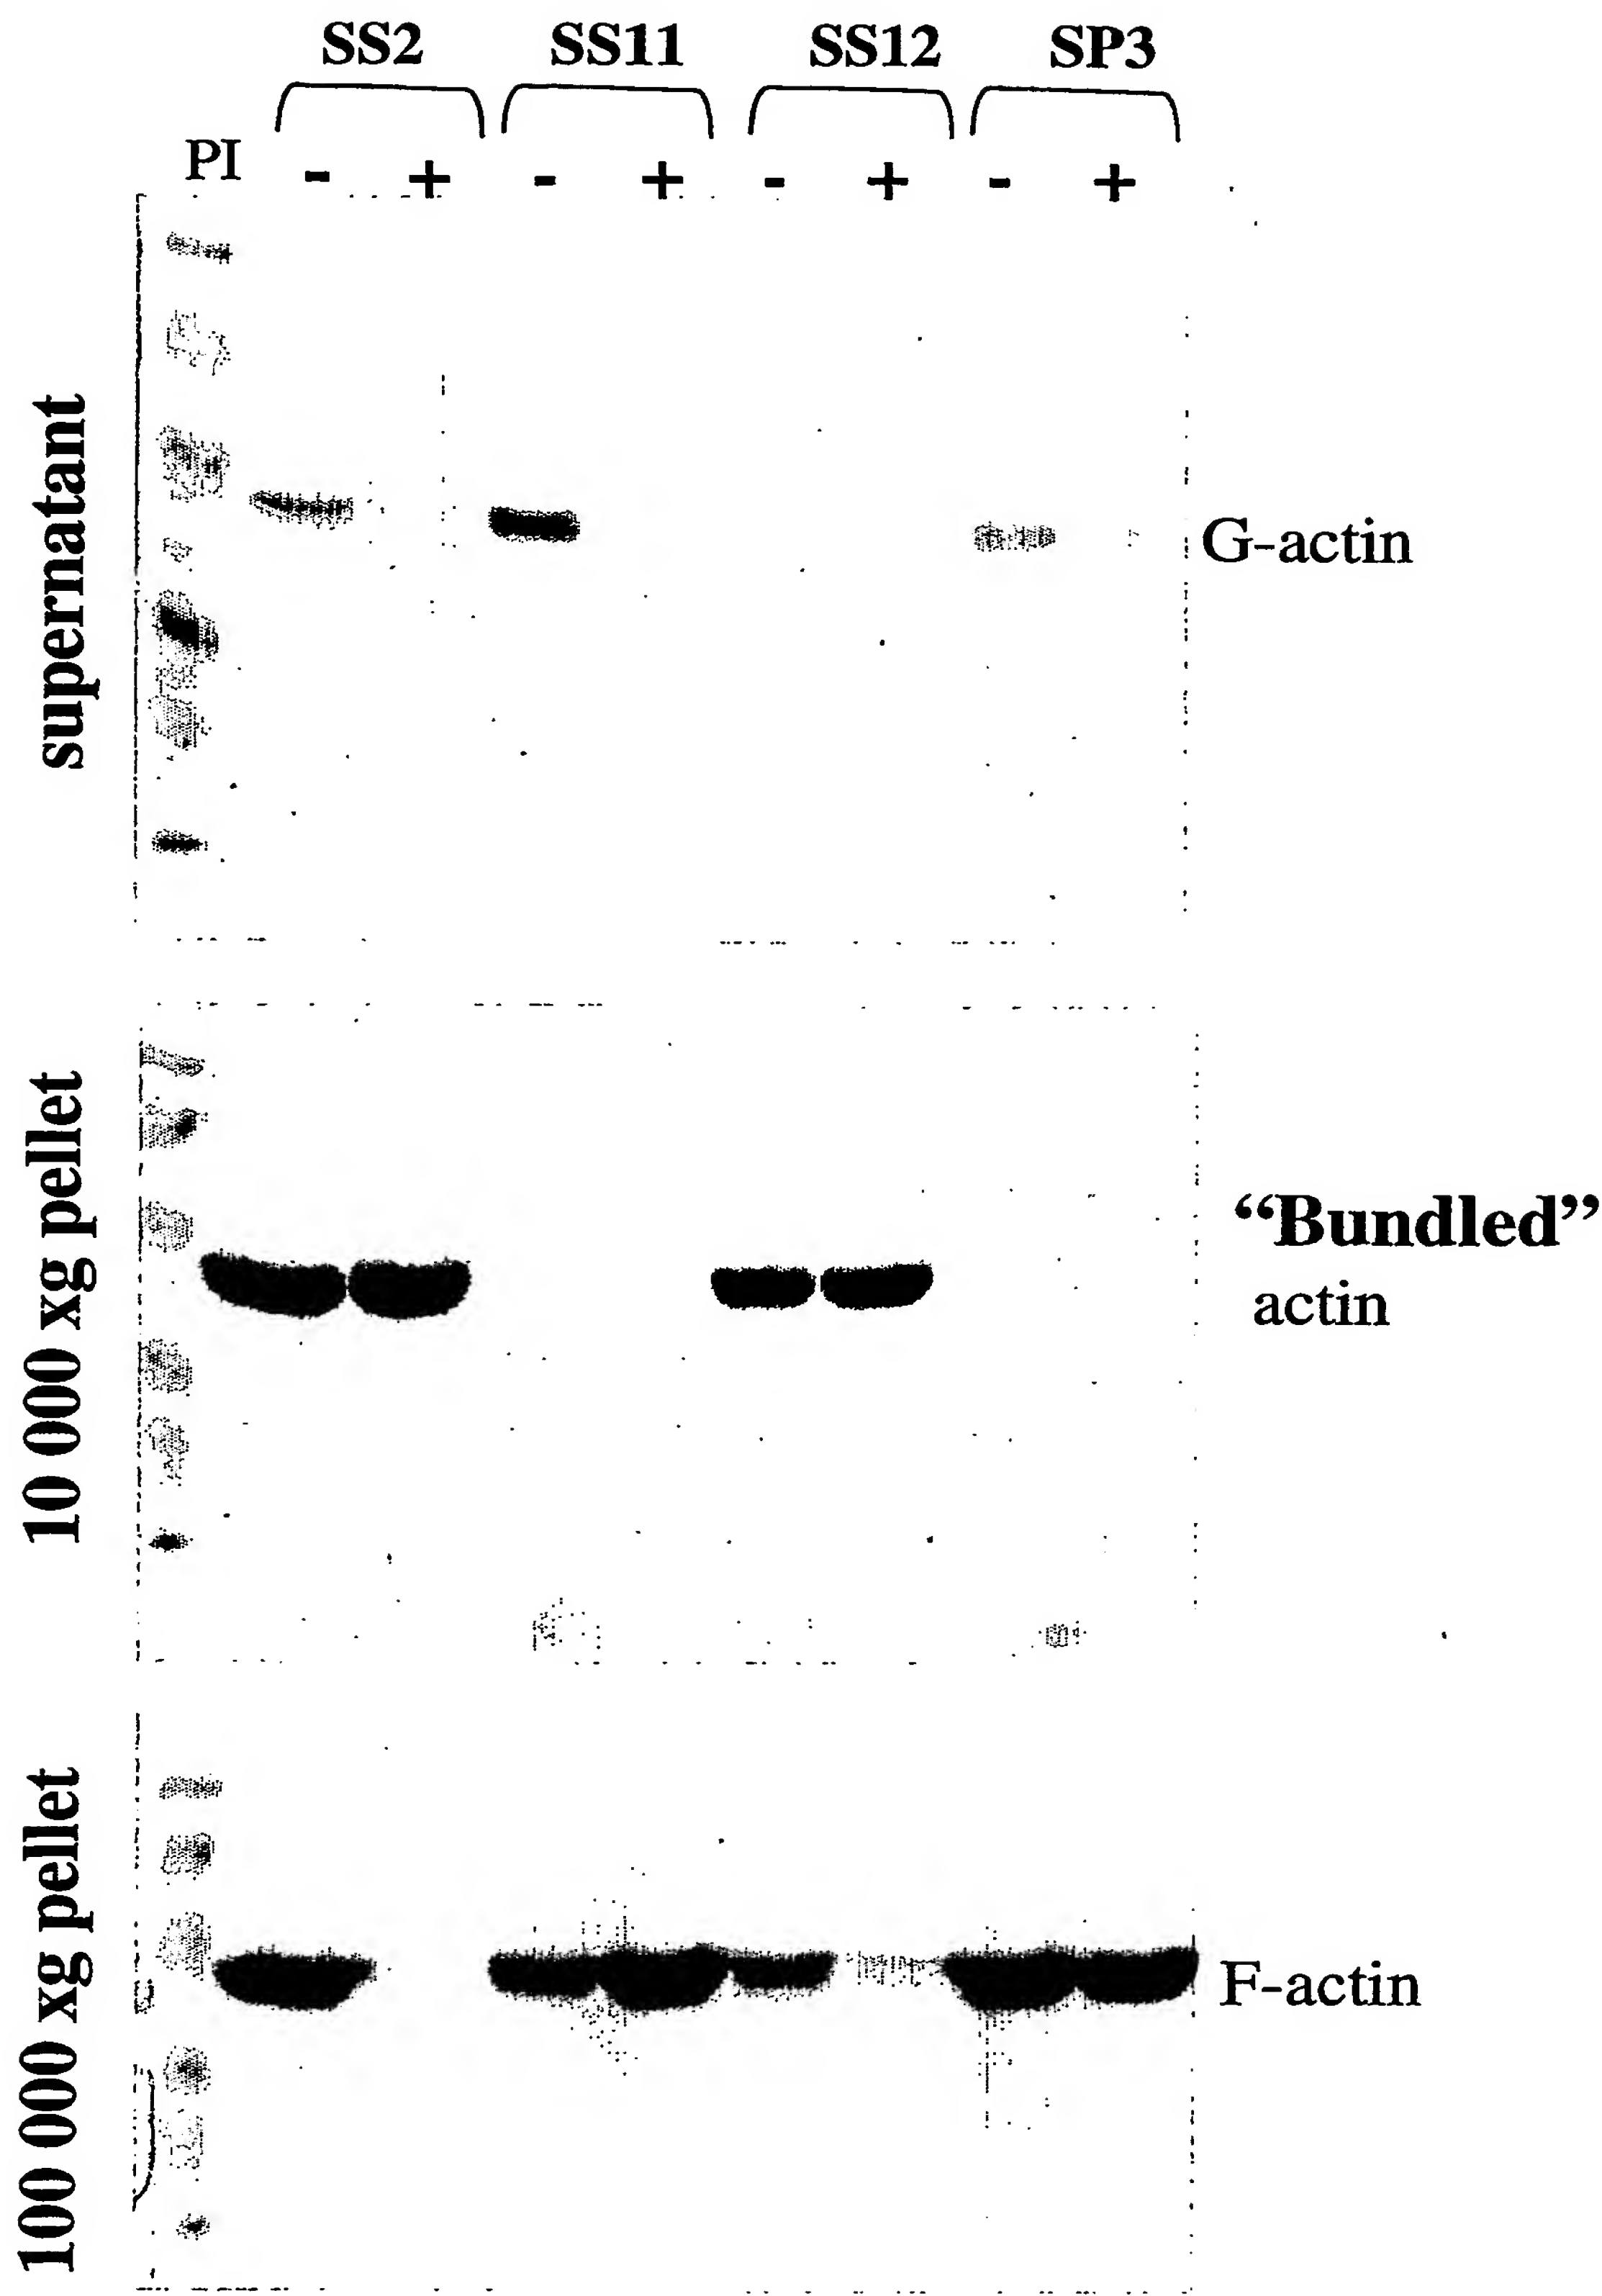 SS2 SS11 SS12 SP3
PI - + - + - + - +
supernatant
G-actin
10 000 xg pellet
“Bundled”
actin
100 000 xg pellet
F-actin